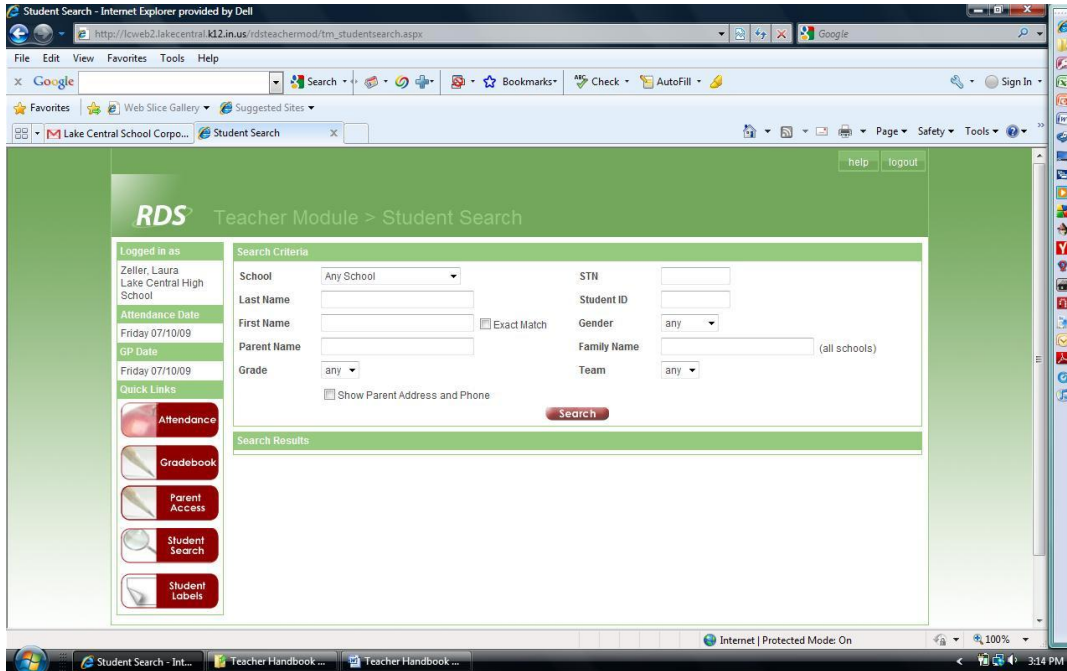 Student Search - Internet Explorer provided by Dell
http://lcweb2.lakecentral.k12.in.us/rdsteachermod/tm_studentsearch.aspx Google
File Edit View Favorites Tools Help
x Google Search Bookmarks Check AutoFill Sign In
Favorites Web Slice Gallery Suggested Sites
Lake Central School Corpo... Student Search x Page Safety Tools
help logout
RDS Teacher Module > Student Search
Logged in as
Zeller, Laura
Lake Central High
School
Attendance Date
Friday 07/10/09
GP Date
Friday 07/10/09
Quick Links
Attendance
Gradebook
Parent
Access
Student
Search
Student
Labels
Search Criteria
School Any School STN
Last Name Student ID
First Name Exact Match Gender any
Parent Name Family Name (all schools)
Grade any Team any
Show Parent Address and Phone
Search
Search Results
Internet | Protected Mode: On 100%
Student Search - Int... Teacher Handbook ... Teacher Handbook ... 3:14 PM